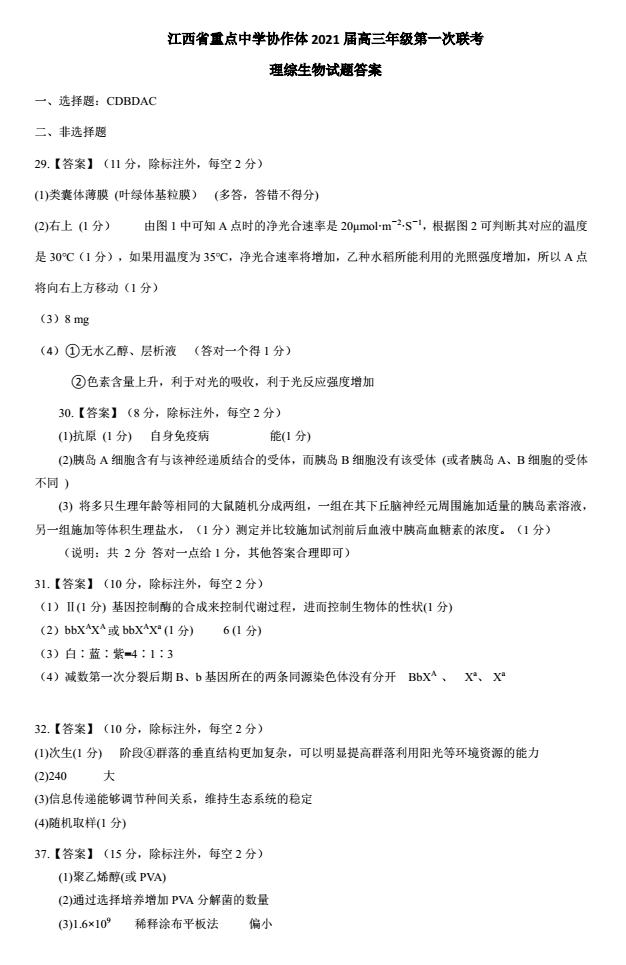 江西省重点中学协作体 2021 届高三年级第一次联考
理综生物试题答案
一、选择题：CDBDAC
二、非选择题
29.【答案】（11 分，除标注外，每空 2 分）
(1)类囊体薄膜 (叶绿体基粒膜） (多答，答错不得分)
(2)右上 (1 分） 由图 1 中可知 A 点时的净光合速率是 20μmol·m⁻²·S⁻¹，根据图 2 可判断其对应的温度
是 30℃（1 分），如果用温度为 35℃，净光合速率将增加，乙种水稻所能利用的光照强度增加，所以 A 点
将向右上方移动（1 分）
（3）8 mg
（4）①无水乙醇、层析液 （答对一个得 1 分）
②色素含量上升，利于对光的吸收，利于光反应强度增加
30.【答案】（8 分，除标注外，每空 2 分）
(1)抗原 (1 分) 自身免疫病 能(1 分)
(2)胰岛 A 细胞含有与该神经递质结合的受体，而胰岛 B 细胞没有该受体 (或者胰岛 A、B 细胞的受体
不同 )
(3) 将多只生理年龄等相同的大鼠随机分成两组，一组在其下丘脑神经元周围施加适量的胰岛素溶液，
另一组施加等体积生理盐水，（1 分）测定并比较施加试剂前后血液中胰高血糖素的浓度。（1 分）
（说明：共 2 分 答对一点给 1 分，其他答案合理即可）
31.【答案】（10 分，除标注外，每空 2 分）
（1）Ⅱ(1 分) 基因控制酶的合成来控制代谢过程，进而控制生物体的性状(1 分)
（2）bbXᴬXᴬ 或 bbXᴬXᵃ (1 分) 6 (1 分)
（3）白∶蓝∶紫=4∶1∶3
（4）减数第一次分裂后期 B、b 基因所在的两条同源染色体没有分开 BbXᴬ 、 Xᵃ、 Xᵃ
32.【答案】（10 分，除标注外，每空 2 分）
(1)次生(1 分) 阶段④群落的垂直结构更加复杂，可以明显提高群落利用阳光等环境资源的能力
(2)240 大
(3)信息传递能够调节种间关系，维持生态系统的稳定
(4)随机取样(1 分)
37.【答案】（15 分，除标注外，每空 2 分）
(1)聚乙烯醇(或 PVA)
(2)通过选择培养增加 PVA 分解菌的数量
(3)1.6×10⁹ 稀释涂布平板法 偏小